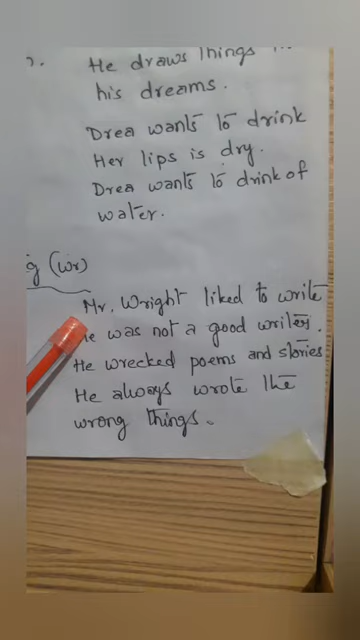 He draws things
his dreams.
Drea wants to drink
Her lips is dry.
Drea wants to drink of
water.
g (wr)
Mr. Wright liked to write
He was not a good writer.
He wrecked poems and stories
He always wrote the
wrong things.